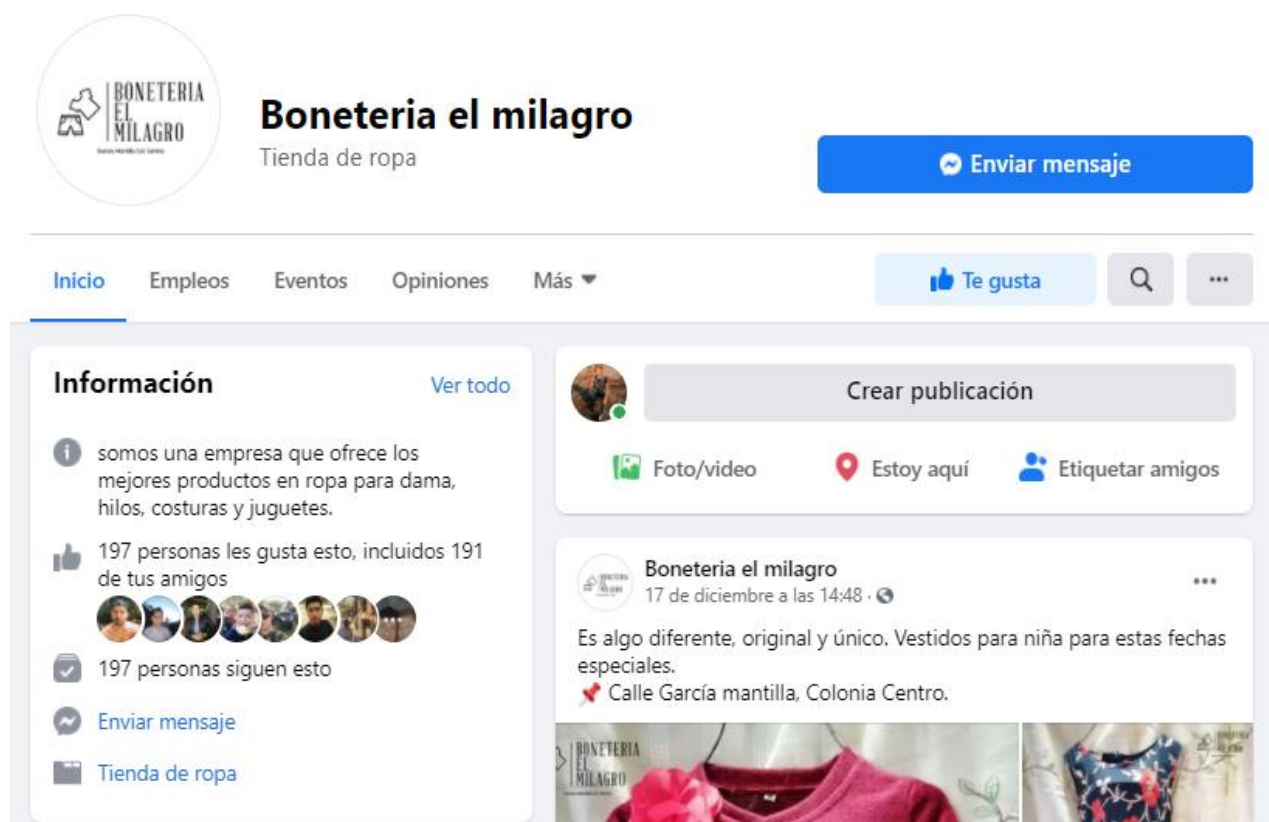 BONETERIA
EL
MILAGRO
Boneteria el milagro
Tienda de ropa
Enviar mensaje
Inicio
Empleos
Eventos
Opiniones
Más
Te gusta
Información
Ver todo
somos una empresa que ofrece los
mejores productos en ropa para dama,
hilos, costuras y juguetes.
197 personas les gusta esto, incluidos 191
de tus amigos
197 personas siguen esto
Enviar mensaje
Tienda de ropa
Crear publicación
Foto/video
Estoy aquí
Etiquetar amigos
Boneteria el milagro
17 de diciembre a las 14:48 ·
Es algo diferente, original y único. Vestidos para niña para estas fechas
especiales.
Calle García mantilla, Colonia Centro.
BONETERIA
EL
MILAGRO